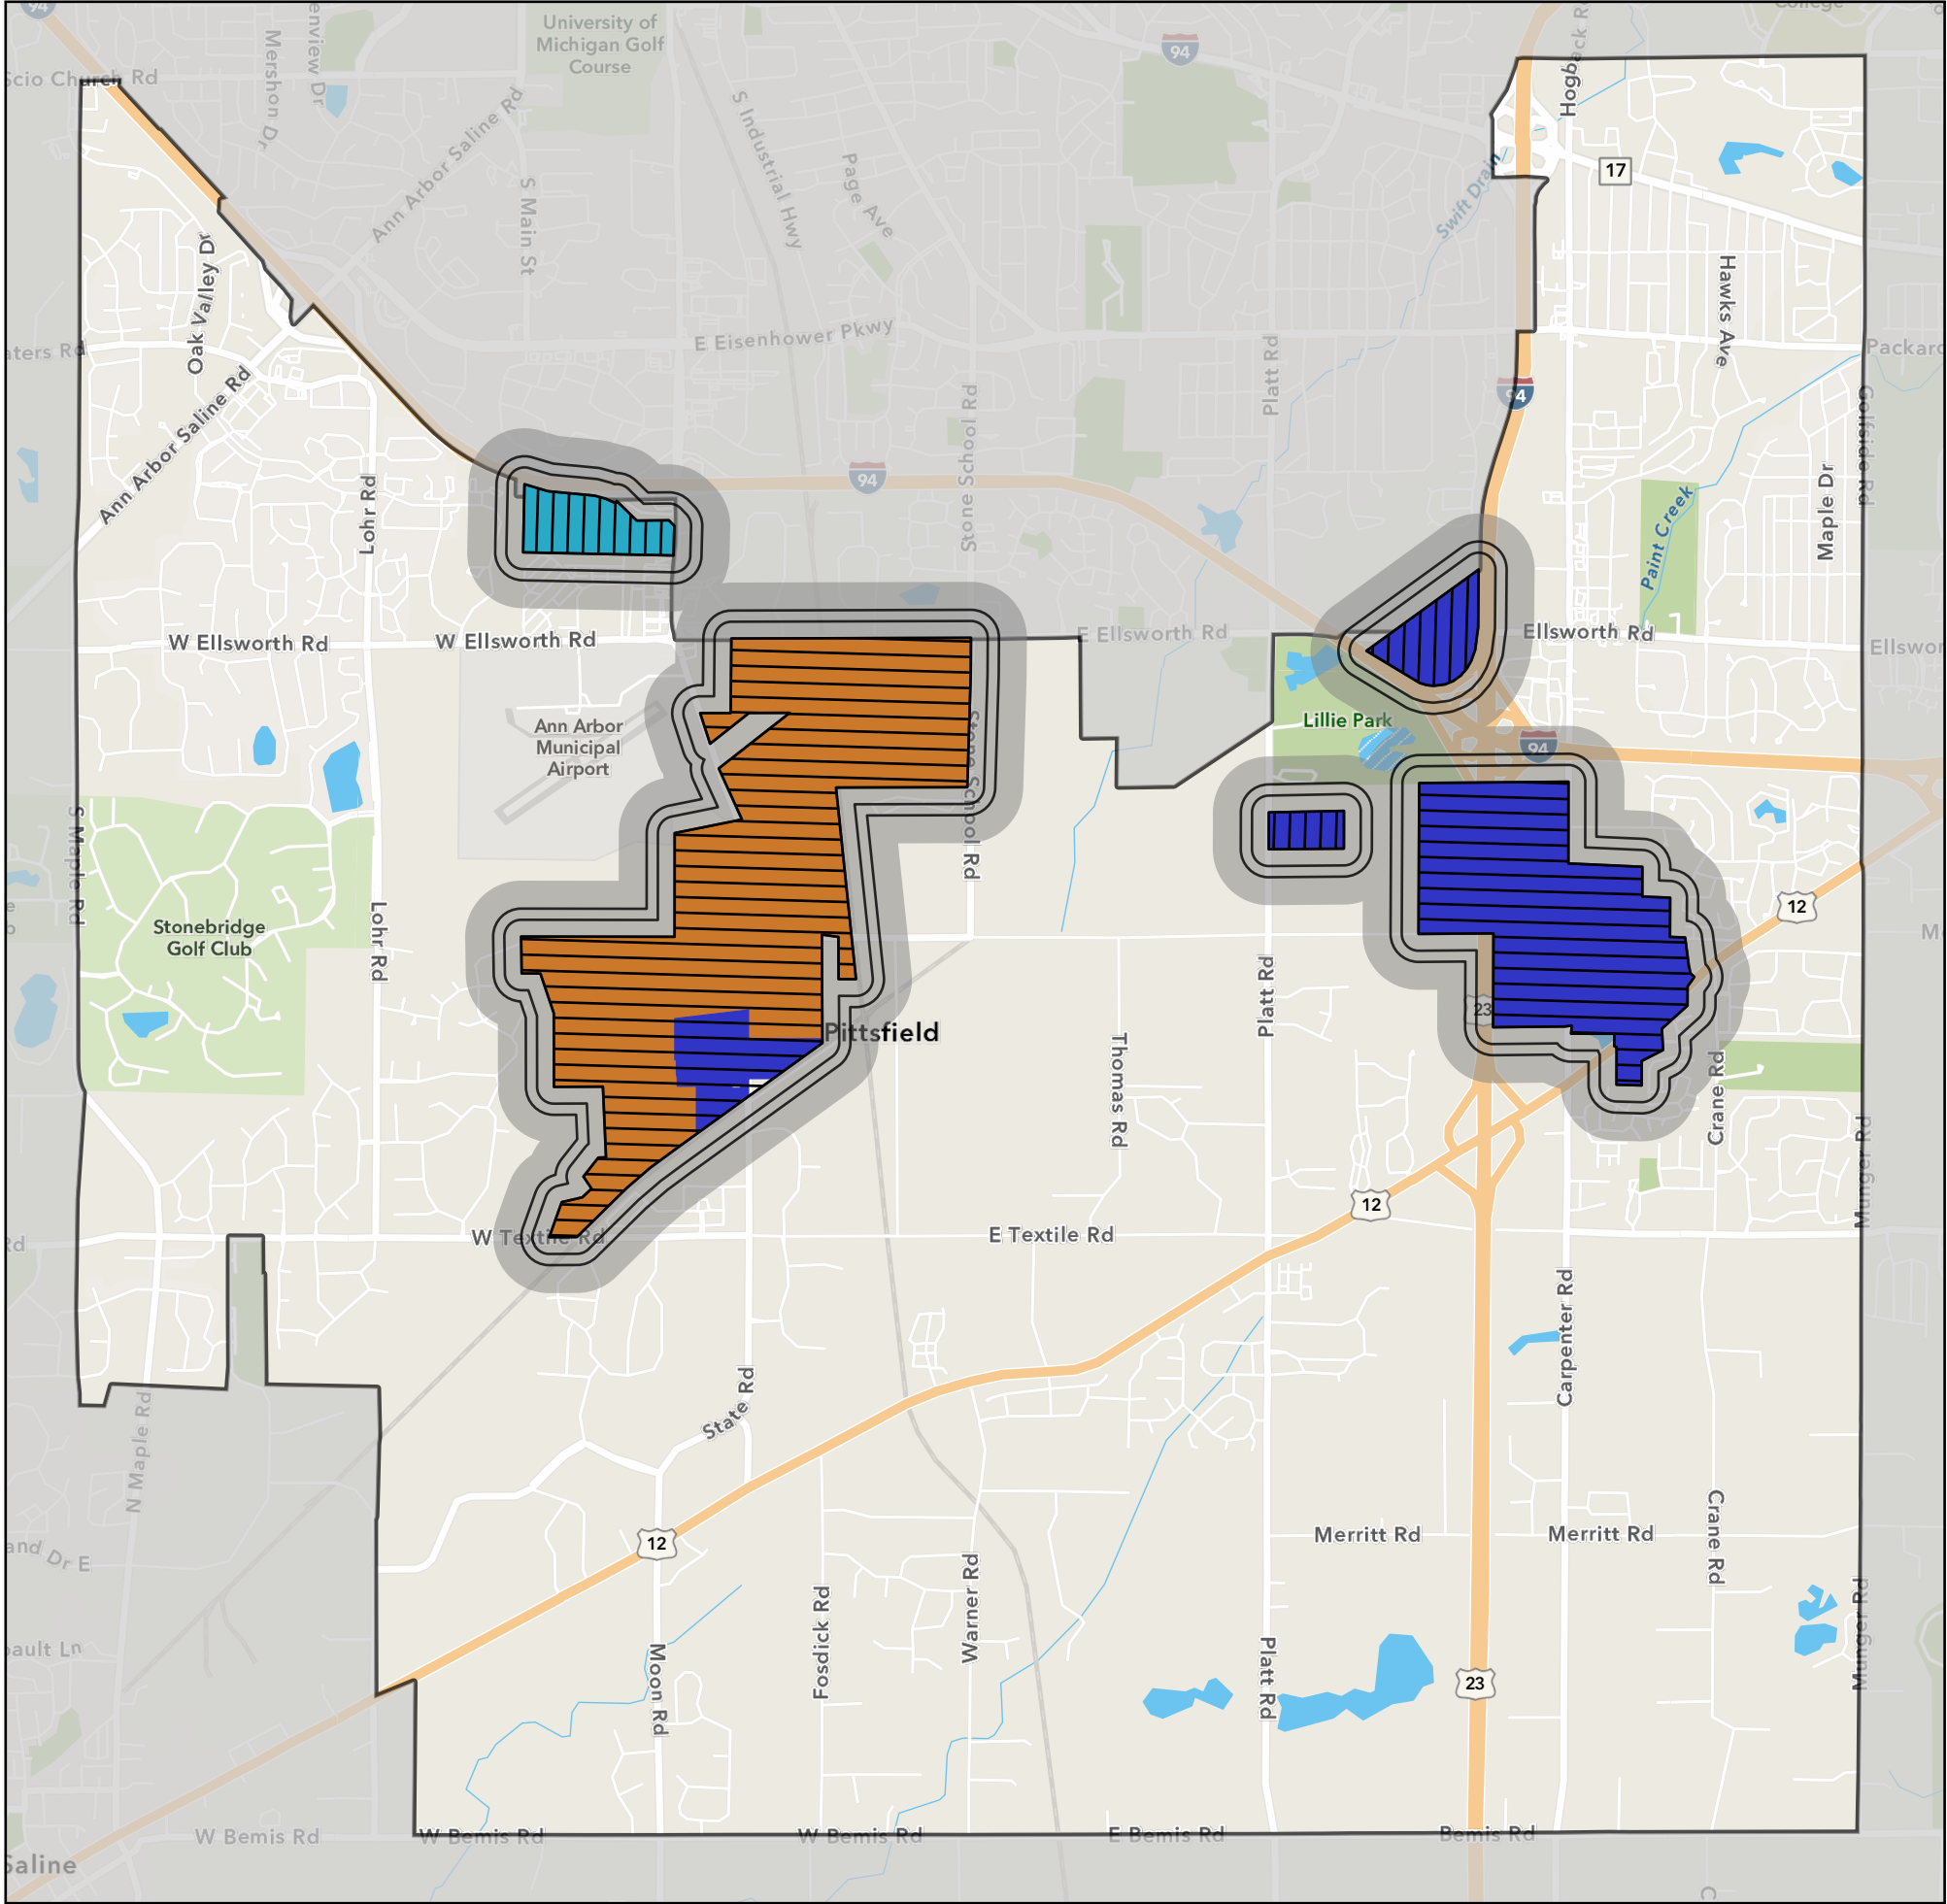 94
University of
Michigan Golf
Course
College
Scio Church Rd
Mershon Dr
S Industrial Hwy
Page Ave
94
Hogback Rd
17
Ann Arbor Saline Rd
S Main St
Swift Drain
Oak Valley Dr
E Eisenhower Pkwy
Platt Rd
Hawks Ave
Packard
94
Ann Arbor Saline Rd
Stone School Rd
Golfside Rd
Lohr Rd
94
Maple Dr
Paint Creek
W Ellsworth Rd
W Ellsworth Rd
E Ellsworth Rd
Ellsworth Rd
Ann Arbor
Municipal
Airport
Lillie Park
94
Stone School Rd
S Maple Rd
Stonebridge
Golf Club
Lohr Rd
12
Platt Rd
23
Pittsfield
Thomas Rd
Crane Rd
Munger Rd
12
W Textile Rd
E Textile Rd
Rd
State Rd
Carpenter Rd
N Maple Rd
12
Merritt Rd
Merritt Rd
Crane Rd
Dr E
Fosdick Rd
Warner Rd
Moon Rd
Platt Rd
23
Munger Rd
W Bemis Rd
W Bemis Rd
W Bemis Rd
E Bemis Rd
Bemis Rd
Saline